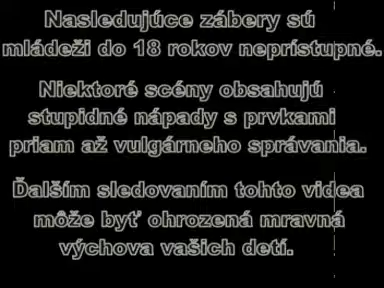 Nasledujúce zábery sú
mládeži do 18 rokov neprístupné.
Niektoré scény obsahujú
stupidné nápady s prvkami
priam až vulgárneho správania.
Ďalším sledovaním tohto videa
môže byť ohrozená mravná
výchova vašich detí.